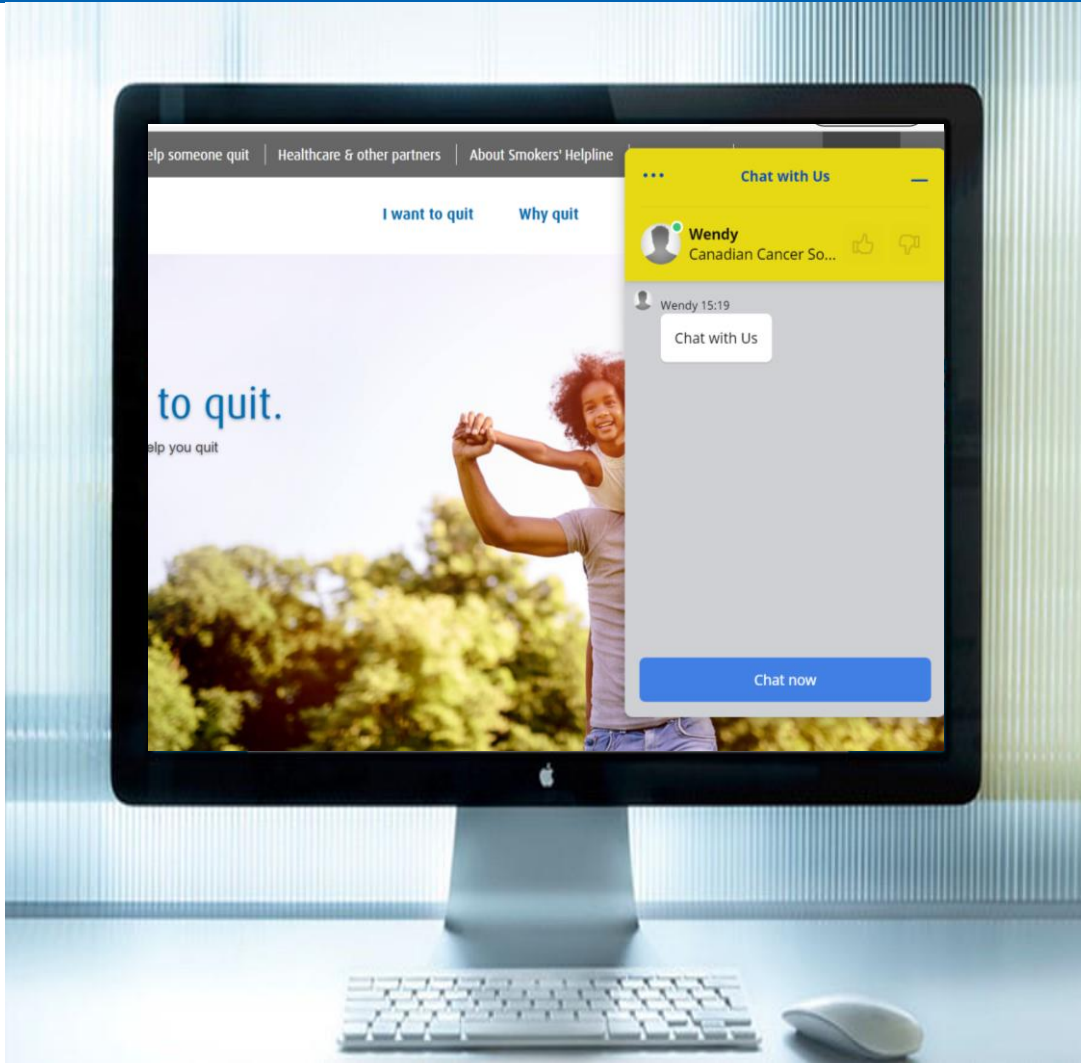 elp someone quit
Healthcare & other partners
About Smokers' Helpline
I want to quit
Why quit
to quit.
elp you quit
Chat with Us
Wendy
Canadian Cancer So...
Wendy 15:19
Chat with Us
Chat now